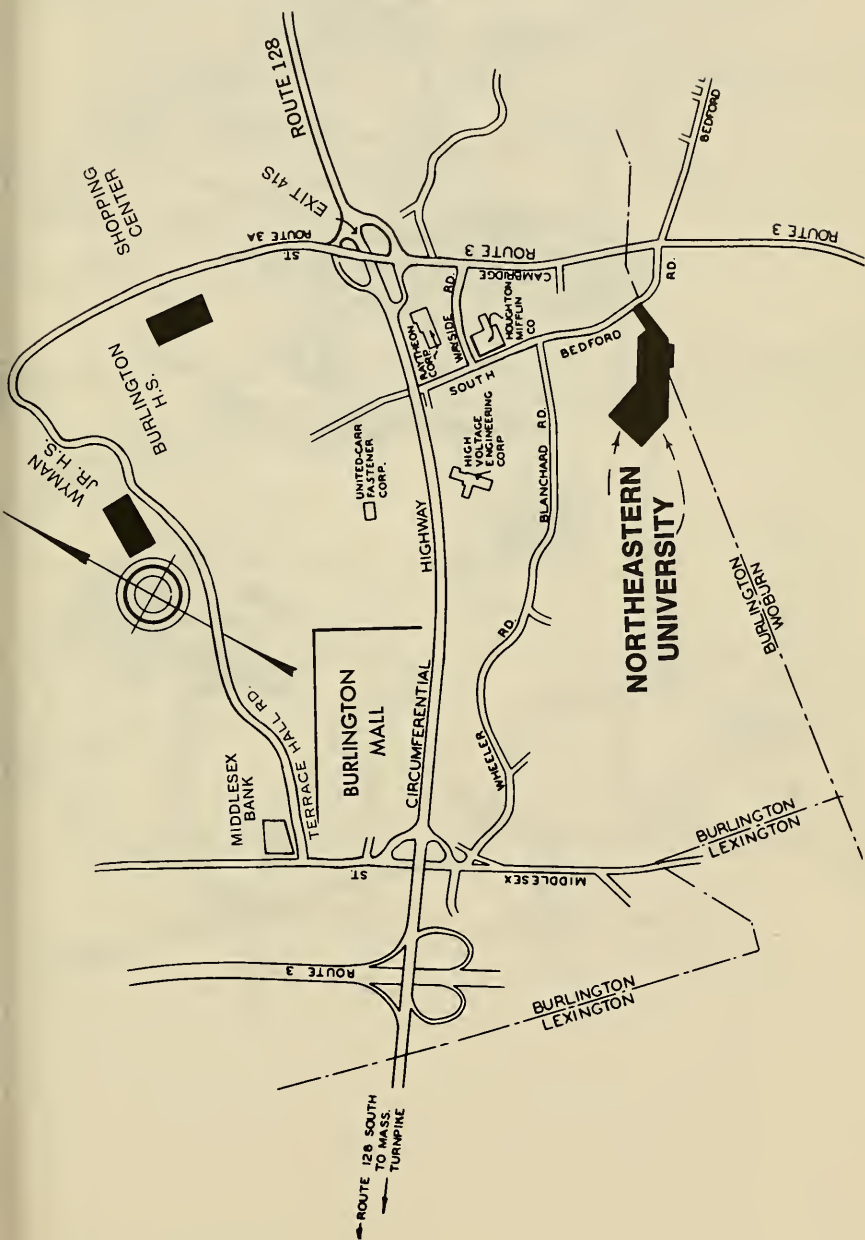 ROUTE 128
EXIT 41S
SHOPPING
CENTER
ROUTE 3A
ST.
BURLINGTON
H.S.
WYMAN
JR. H.S.
RAYTHEON
CORP.
WAYSIDE RD.
CAMBRIDGE
ROUTE 3
HOUGHTON
MIFFLIN
CO
SOUTH BEDFORD RD.
BEDFORD
ROUTE 3
UNITED-CARR
FASTENER
CORP.
HIGH
VOLTAGE
ENGINEERING
CORP
BLANCHARD RD.
CIRCUMFERENTIAL HIGHWAY
NORTHEASTERN
UNIVERSITY
BURLINGTON
WOBURN
BURLINGTON
MALL
TERRACE HALL RD.
MIDDLESEX
BANK
WHEELER RD.
MIDDLESEX ST.
BURLINGTON
LEXINGTON
ROUTE 3
BURLINGTON
LEXINGTON
ROUTE 128 SOUTH
TO MASS.
TURNPIKE